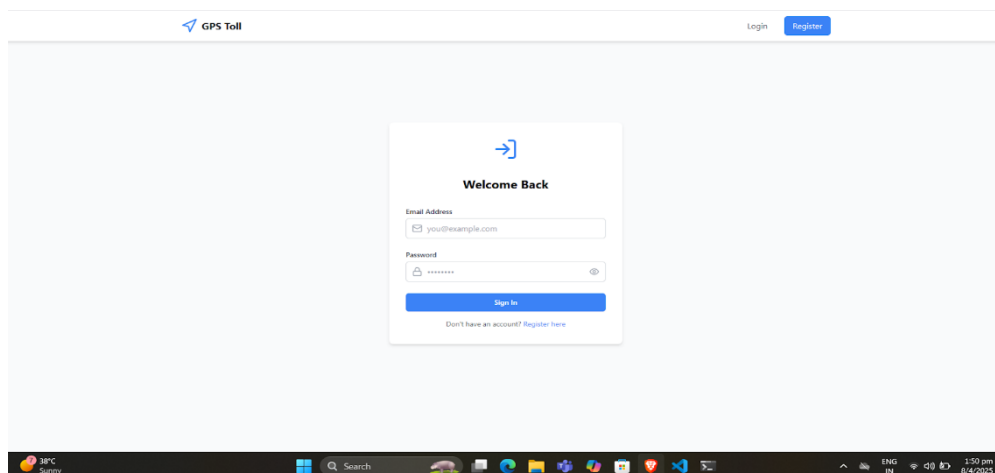 GPS Toll
Login
Register
Welcome Back
Email Address
you@example.com
Password
Sign In
Don't have an account? Register here
38°C
Sunny
Search
ENG
IN
1:50 pm
8/4/2025